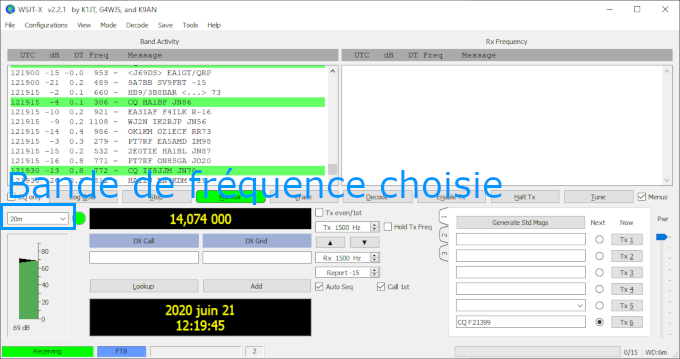 WSJT-X v2.2.1 by K1JT, G4WJS, and K9AN
File Configurations View Mode Decode Save Tools Help
Band Activity Rx Frequency
UTC dB DT Freq Message UTC dB DT Freq Message
121900 -15 -0.0 953 ~ <J69DS> EA1GT/QRP
121900 -21 0.2 489 ~ 9A7BB SV9FBT -15
121915 -2 0.1 306 ~ HB9/3B8BAR <...> 73
121915 -4 0.1 660 ~ CQ HA1BF JN86
121915 -10 0.2 921 ~ EA3IAF F4ILK R-16
121915 -9 0.2 1108 ~ WJ2N IK2RJP JN56
121915 -14 0.4 986 ~ OK1KM OZ1ECF RR73
121915 -3 0.3 279 ~ PT7RF EA5AMD IM98
121915 -15 0.2 532 ~ 2E0TIE HA1BL JN87
121915 -16 0.8 771 ~ PT7RF ON8SGA JO20
121930 -13 0.8 772 ~ CQ
Bande de fréquence choisie
CQ only Stop Monitor Decode Halt Tx Tune Menus
20m
14,074 000
DX Call DX Grid
Lookup Add
2020 juin 21
12:19:45
80
60
40
20
0
69 dB
Tx even/1st
Tx 1500 Hz Hold Tx Freq
Rx 1500 Hz
Report -15
Auto Seq Call 1st
1
2
3
Generate Std Msgs Next Now Pwr
Tx 1
Tx 2
Tx 3
Tx 4
Tx 5
CQ F21399 Tx 6
Receiving FT8 2 0/15 WD:6m